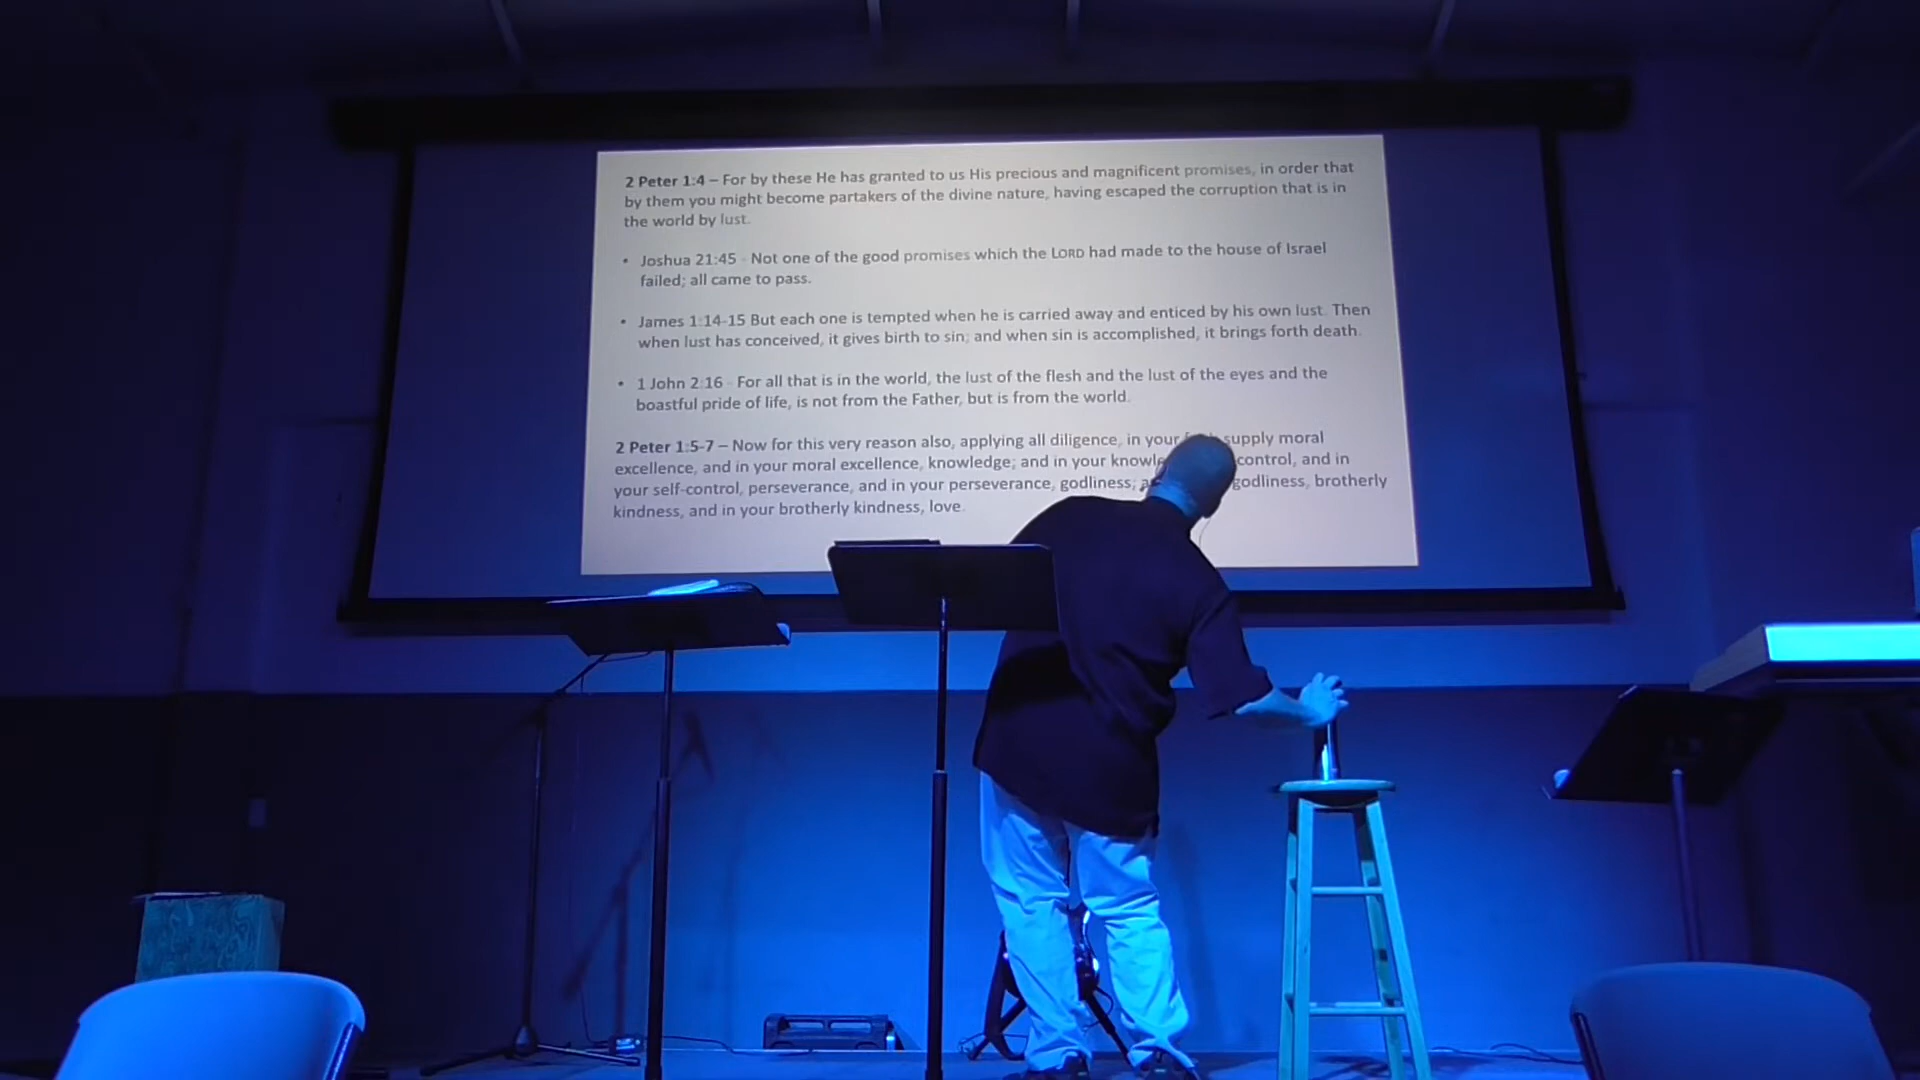 2 Peter 1:4 – For by these He has granted to us His precious and magnificent promises, in order that
by them you might become partakers of the divine nature, having escaped the corruption that is in
the world by lust.
• Joshua 21:45 - Not one of the good promises which the LORD had made to the house of Israel
failed; all came to pass.
• James 1:14-15 But each one is tempted when he is carried away and enticed by his own lust. Then
when lust has conceived, it gives birth to sin; and when sin is accomplished, it brings forth death.
• 1 John 2:16 - For all that is in the world, the lust of the flesh and the lust of the eyes and the
boastful pride of life, is not from the Father, but is from the world.
2 Peter 1:5-7 – Now for this very reason also, applying all diligence, in your supply moral
excellence, and in your moral excellence, knowledge; and in your control, and in
your self-control, perseverance, and in your perseverance, godliness; godliness, brotherly
kindness, and in your brotherly kindness, love.